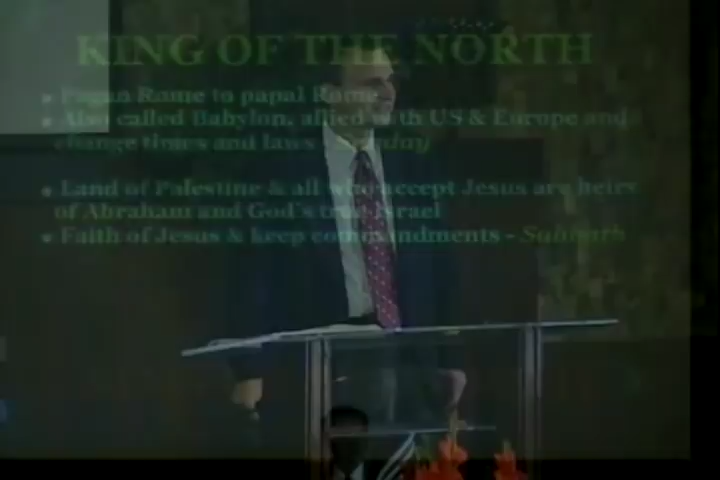 KING OF THE NORTH
• Pagan Rome to papal Rome
• Also called Babylon, allied with US & Europe and
change times and laws
• Land of Palestine & all who accept Jesus are heirs
of Abraham and God's true Israel
• Faith of Jesus & keep commandments - Sabbath